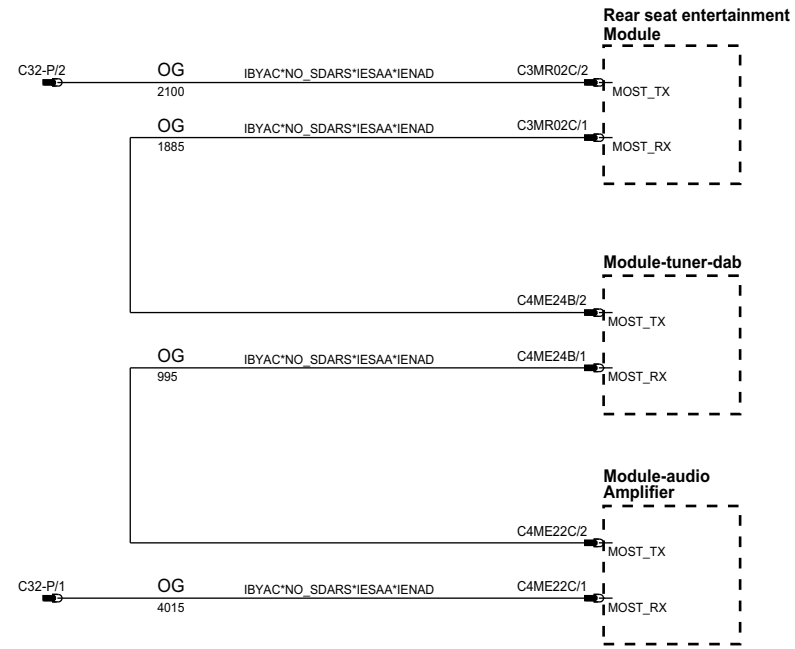 Rear seat entertainment
Module
C32-P/2
OG
IBYAC*NO_SDARS*IESAA*IENAD
C3MR02C/2
2100
MOST_TX
OG
IBYAC*NO_SDARS*IESAA*IENAD
C3MR02C/1
1885
MOST_RX
Module-tuner-dab
C4ME24B/2
MOST_TX
OG
IBYAC*NO_SDARS*IESAA*IENAD
C4ME24B/1
995
MOST_RX
Module-audio
Amplifier
C4ME22C/2
MOST_TX
C32-P/1
OG
IBYAC*NO_SDARS*IESAA*IENAD
C4ME22C/1
4015
MOST_RX